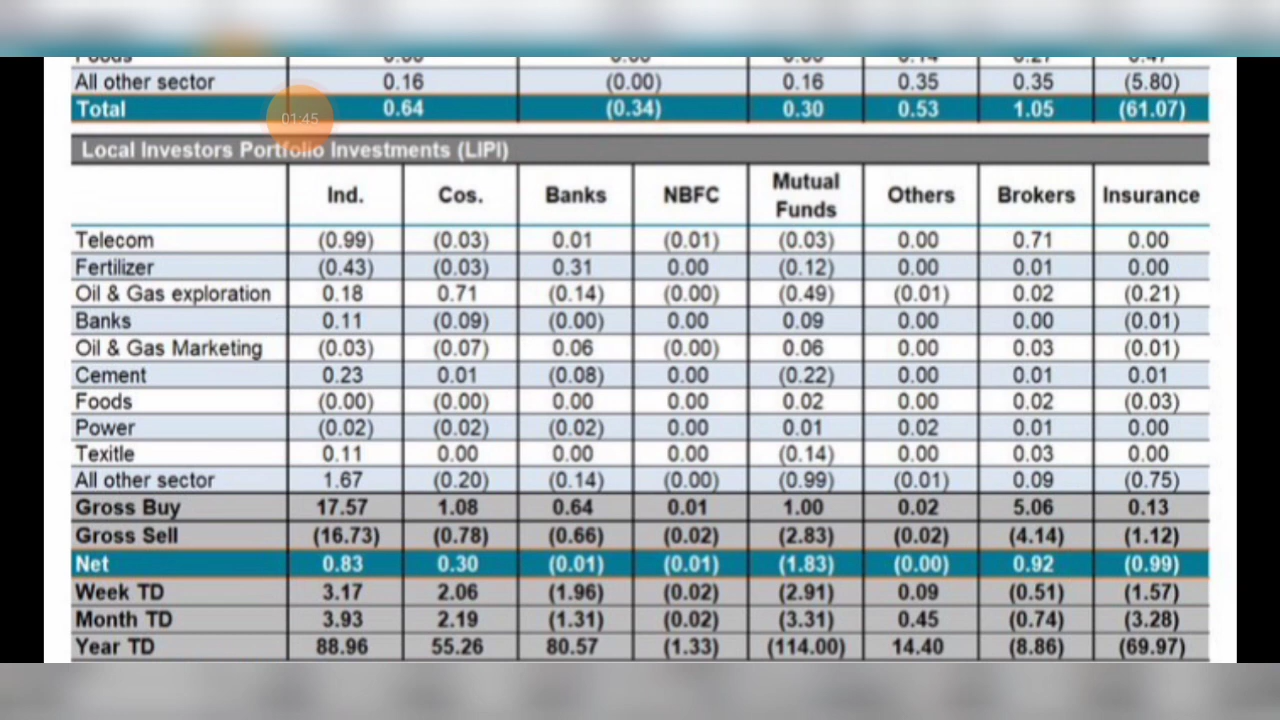 All other sector 0.16 (0.00) 0.16 0.35 0.35 (5.80)
Total 0.64 (0.34) 0.30 0.53 1.05 (61.07)
01:45
Local Investors Portfolio Investments (LIPI)
Ind. Cos. Banks NBFC Mutual Funds Others Brokers Insurance
Telecom (0.99) (0.03) 0.01 (0.01) (0.03) 0.00 0.71 0.00
Fertilizer (0.43) (0.03) 0.31 0.00 (0.12) 0.00 0.01 0.00
Oil & Gas exploration 0.18 0.71 (0.14) (0.00) (0.49) (0.01) 0.02 (0.21)
Banks 0.11 (0.09) (0.00) 0.00 0.09 0.00 0.00 (0.01)
Oil & Gas Marketing (0.03) (0.07) 0.06 (0.00) 0.06 0.00 0.03 (0.01)
Cement 0.23 0.01 (0.08) 0.00 (0.22) 0.00 0.01 0.01
Foods (0.00) (0.00) 0.00 0.00 0.02 0.00 0.02 (0.03)
Power (0.02) (0.02) (0.02) 0.00 0.01 0.02 0.01 0.00
Texitle 0.11 0.00 0.00 0.00 (0.14) 0.00 0.03 0.00
All other sector 1.67 (0.20) (0.14) (0.00) (0.99) (0.01) 0.09 (0.75)
Gross Buy 17.57 1.08 0.64 0.01 1.00 0.02 5.06 0.13
Gross Sell (16.73) (0.78) (0.66) (0.02) (2.83) (0.02) (4.14) (1.12)
Net 0.83 0.30 (0.01) (0.01) (1.83) (0.00) 0.92 (0.99)
Week TD 3.17 2.06 (1.96) (0.02) (2.91) 0.09 (0.51) (1.57)
Month TD 3.93 2.19 (1.31) (0.02) (3.31) 0.45 (0.74) (3.28)
Year TD 88.96 55.26 80.57 (1.33) (114.00) 14.40 (8.86) (69.97)